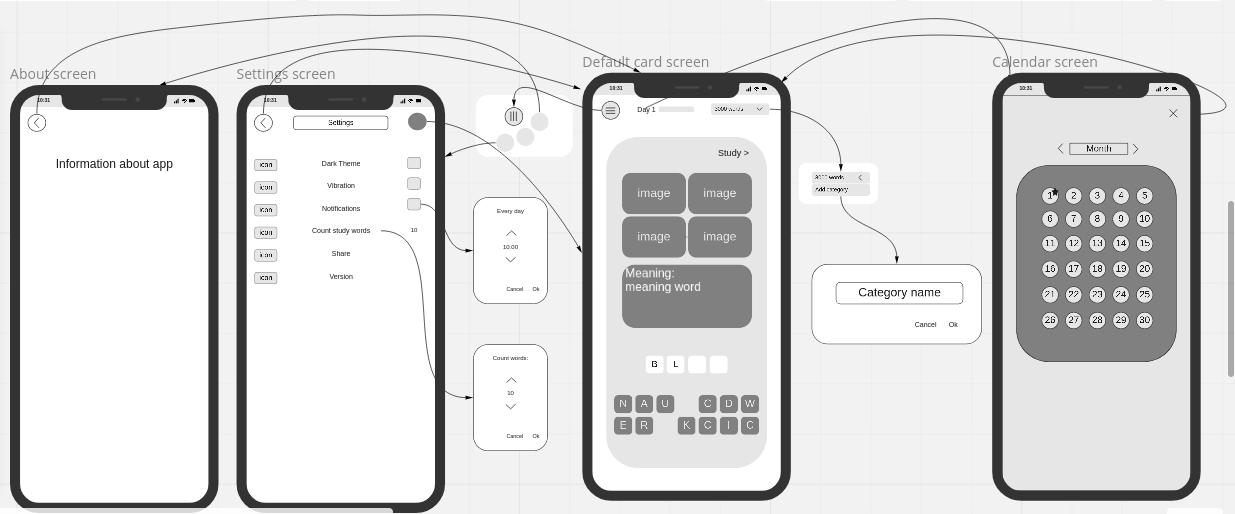 About screen
10:31
Information about app
Settings screen
10:31
Settings
icon Dark Theme
icon Vibration
icon Notifications
icon Count study words 10
icon Share
icon Version
Every day
10:00
Cancel Ok
Count words:
10
Cancel Ok
Default card screen
10:31
Day 1 3000 words
Study >
image image
image image
Meaning:
meaning word
B L
N A U C D W
E R K C I C
3000 words
Add category
Category name
Cancel Ok
Calendar screen
10:31
Month
1 2 3 4 5
6 7 8 9 10
11 12 13 14 15
16 17 18 19 20
21 22 23 24 25
26 27 28 29 30